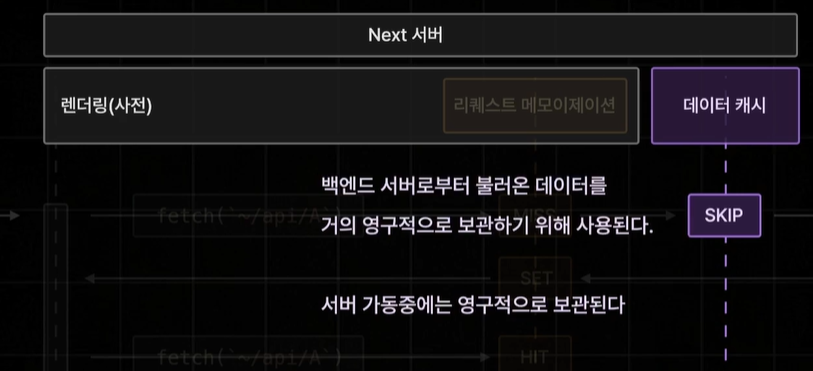 Next 서버
렌더링(사전)
리퀘스트 메모이제이션
데이터 캐시
백엔드 서버로부터 불러온 데이터를
fetch(`~/api/A`)
거의 영구적으로 보관하기 위해 사용된다.
SKIP
SET
서버 가동중에는 영구적으로 보관된다
fetch(`~/api/A`)
HIT